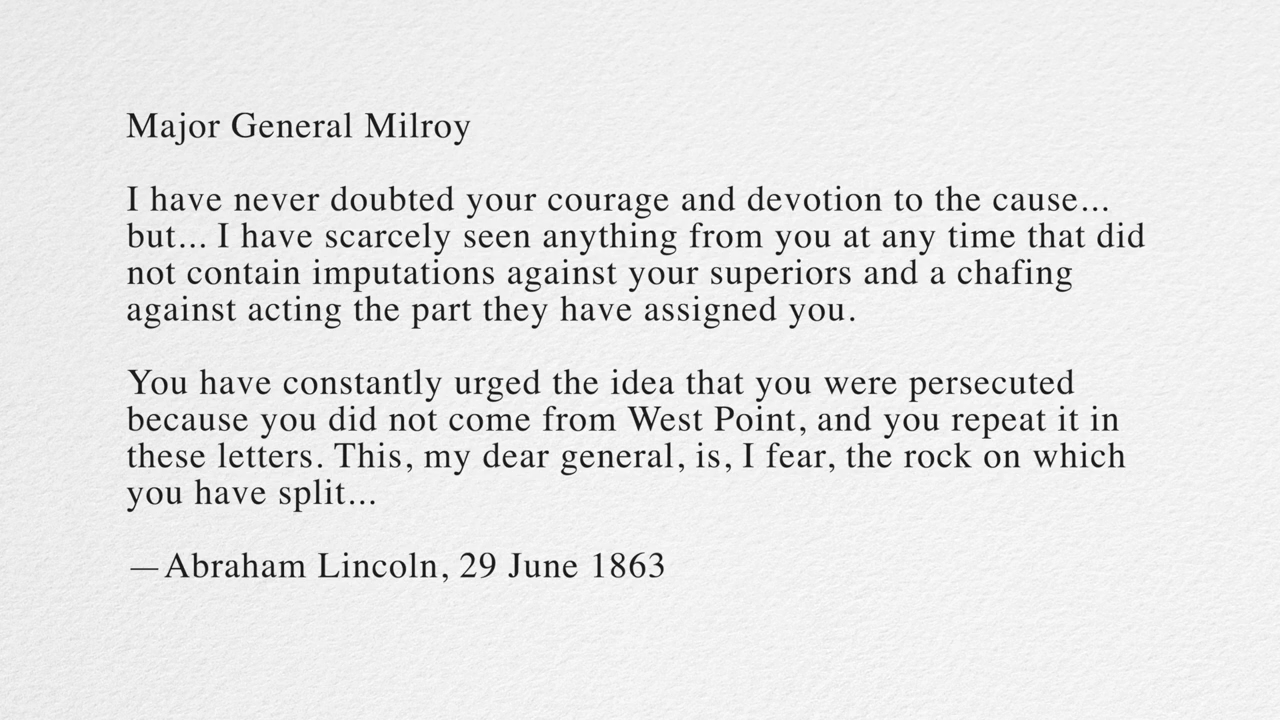 Major General Milroy
I have never doubted your courage and devotion to the cause...
but... I have scarcely seen anything from you at any time that did
not contain imputations against your superiors and a chafing
against acting the part they have assigned you.
You have constantly urged the idea that you were persecuted
because you did not come from West Point, and you repeat it in
these letters. This, my dear general, is, I fear, the rock on which
you have split...
—Abraham Lincoln, 29 June 1863